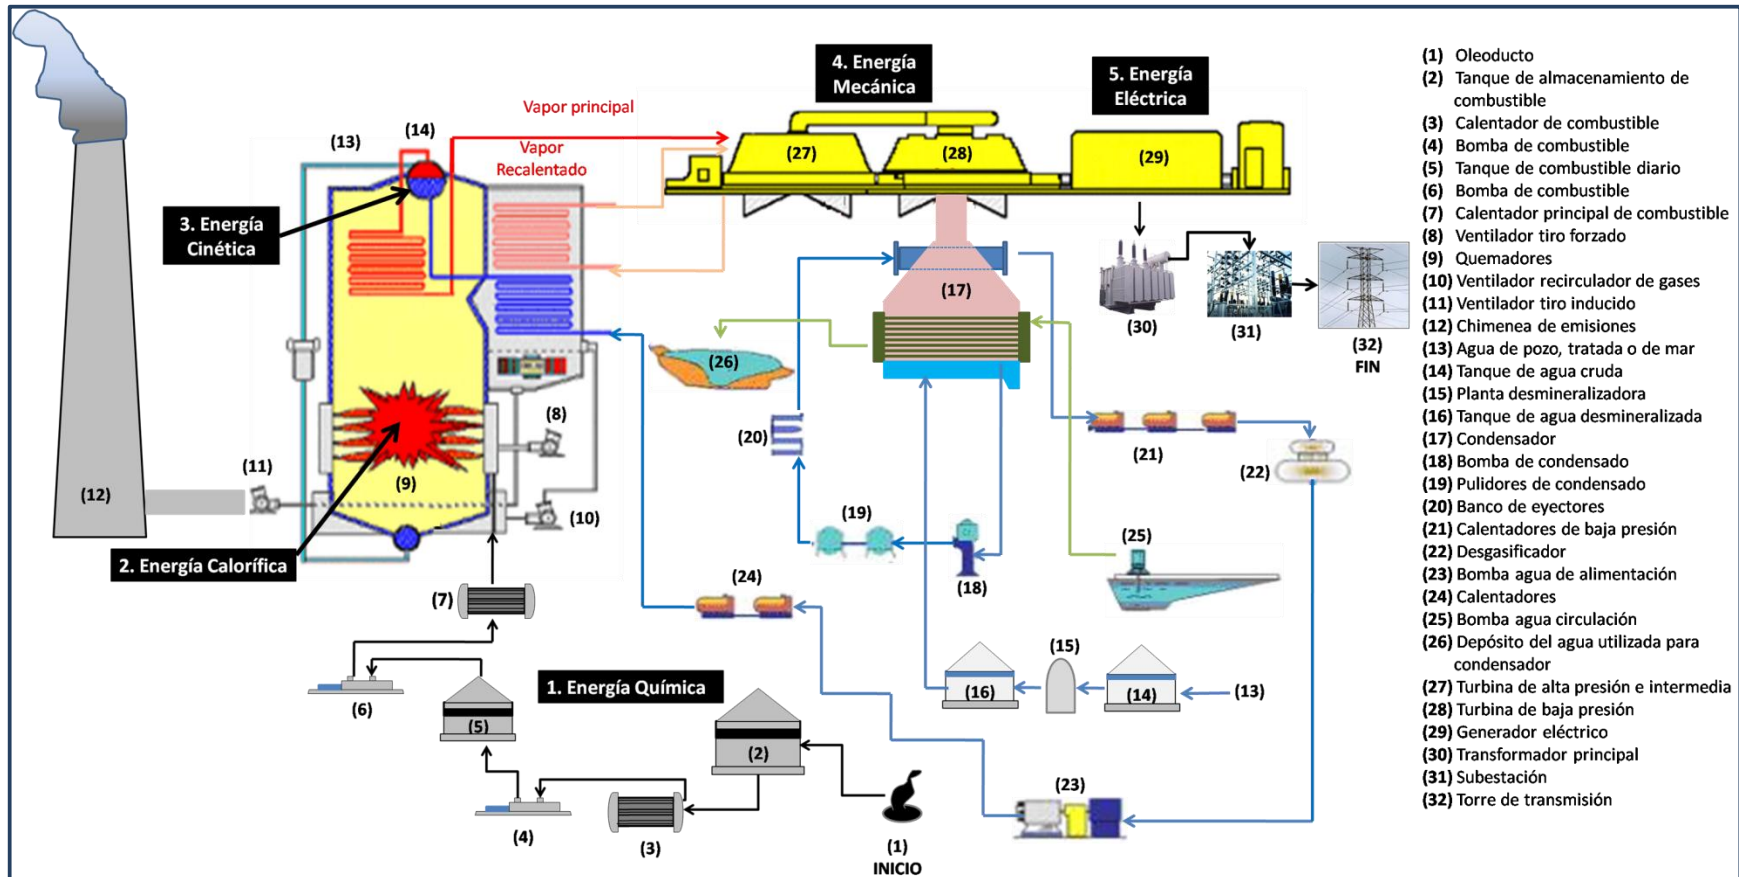 4. Energía
Mecánica
5. Energía
Eléctrica
Vapor principal
(13)
(14)
Vapor
Recalentado
(27)
(28)
(29)
3. Energía
Cinética
(17)
(30)
(31)
(32)
FIN
(26)
(8)
(20)
(21)
(22)
(11)
(12)
(9)
(10)
(19)
(25)
2. Energía Calorífica
(24)
(18)
(7)
(15)
1. Energía Química
(16)
(14)
(13)
(6)
(5)
(2)
(23)
(4)
(3)
(1)
INICIO
(1) Oleoducto
(2) Tanque de almacenamiento de
combustible
(3) Calentador de combustible
(4) Bomba de combustible
(5) Tanque de combustible diario
(6) Bomba de combustible
(7) Calentador principal de combustible
(8) Ventilador tiro forzado
(9) Quemadores
(10) Ventilador recirculador de gases
(11) Ventilador tiro inducido
(12) Chimenea de emisiones
(13) Agua de pozo, tratada o de mar
(14) Tanque de agua cruda
(15) Planta desmineralizadora
(16) Tanque de agua desmineralizada
(17) Condensador
(18) Bomba de condensado
(19) Pulidores de condensado
(20) Banco de eyectores
(21) Calentadores de baja presión
(22) Desgasificador
(23) Bomba agua de alimentación
(24) Calentadores
(25) Bomba agua circulación
(26) Depósito del agua utilizada para
condensador
(27) Turbina de alta presión e intermedia
(28) Turbina de baja presión
(29) Generador eléctrico
(30) Transformador principal
(31) Subestación
(32) Torre de transmisión